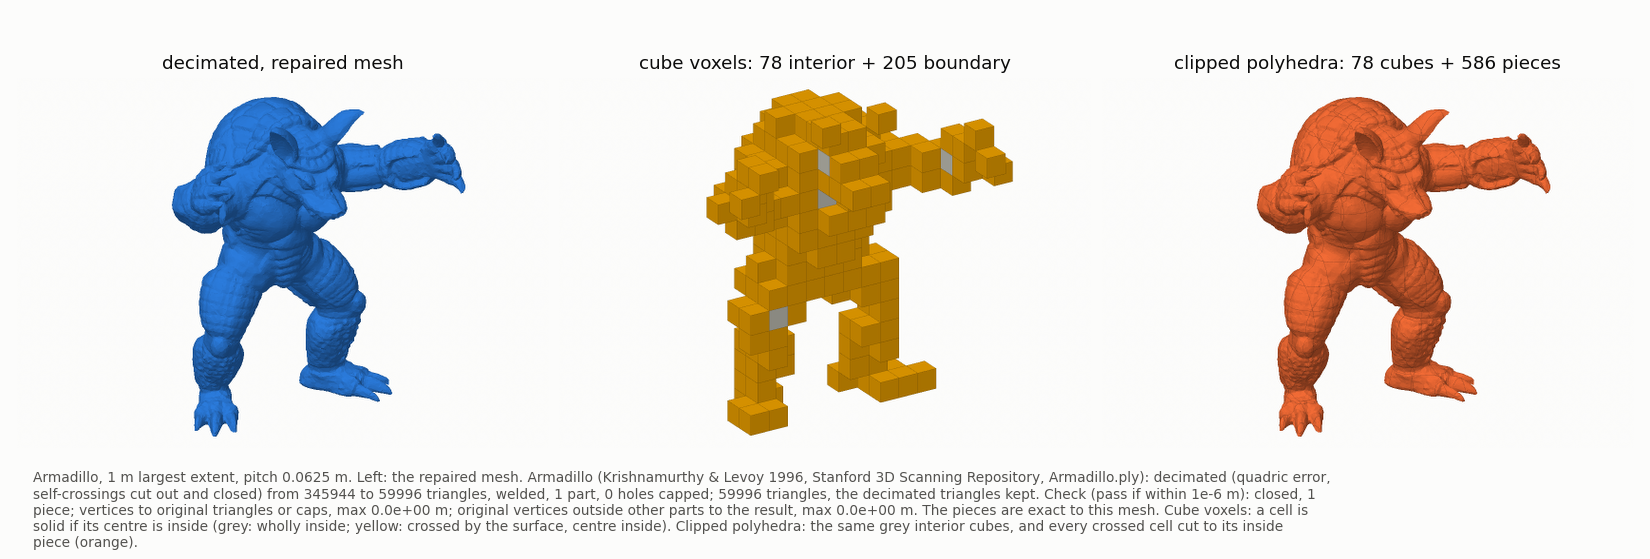 decimated, repaired mesh
cube voxels: 78 interior + 205 boundary
clipped polyhedra: 78 cubes + 586 pieces
Armadillo, 1 m largest extent, pitch 0.0625 m. Left: the repaired mesh. Armadillo (Krishnamurthy & Levoy 1996, Stanford 3D Scanning Repository, Armadillo.ply): decimated (quadric error,
self-crossings cut out and closed) from 345944 to 59996 triangles, welded, 1 part, 0 holes capped; 59996 triangles, the decimated triangles kept. Check (pass if within 1e-6 m): closed, 1
piece; vertices to original triangles or caps, max 0.0e+00 m; original vertices outside other parts to the result, max 0.0e+00 m. The pieces are exact to this mesh. Cube voxels: a cell is
solid if its centre is inside (grey: wholly inside; yellow: crossed by the surface, centre inside). Clipped polyhedra: the same grey interior cubes, and every crossed cell cut to its inside
piece (orange).